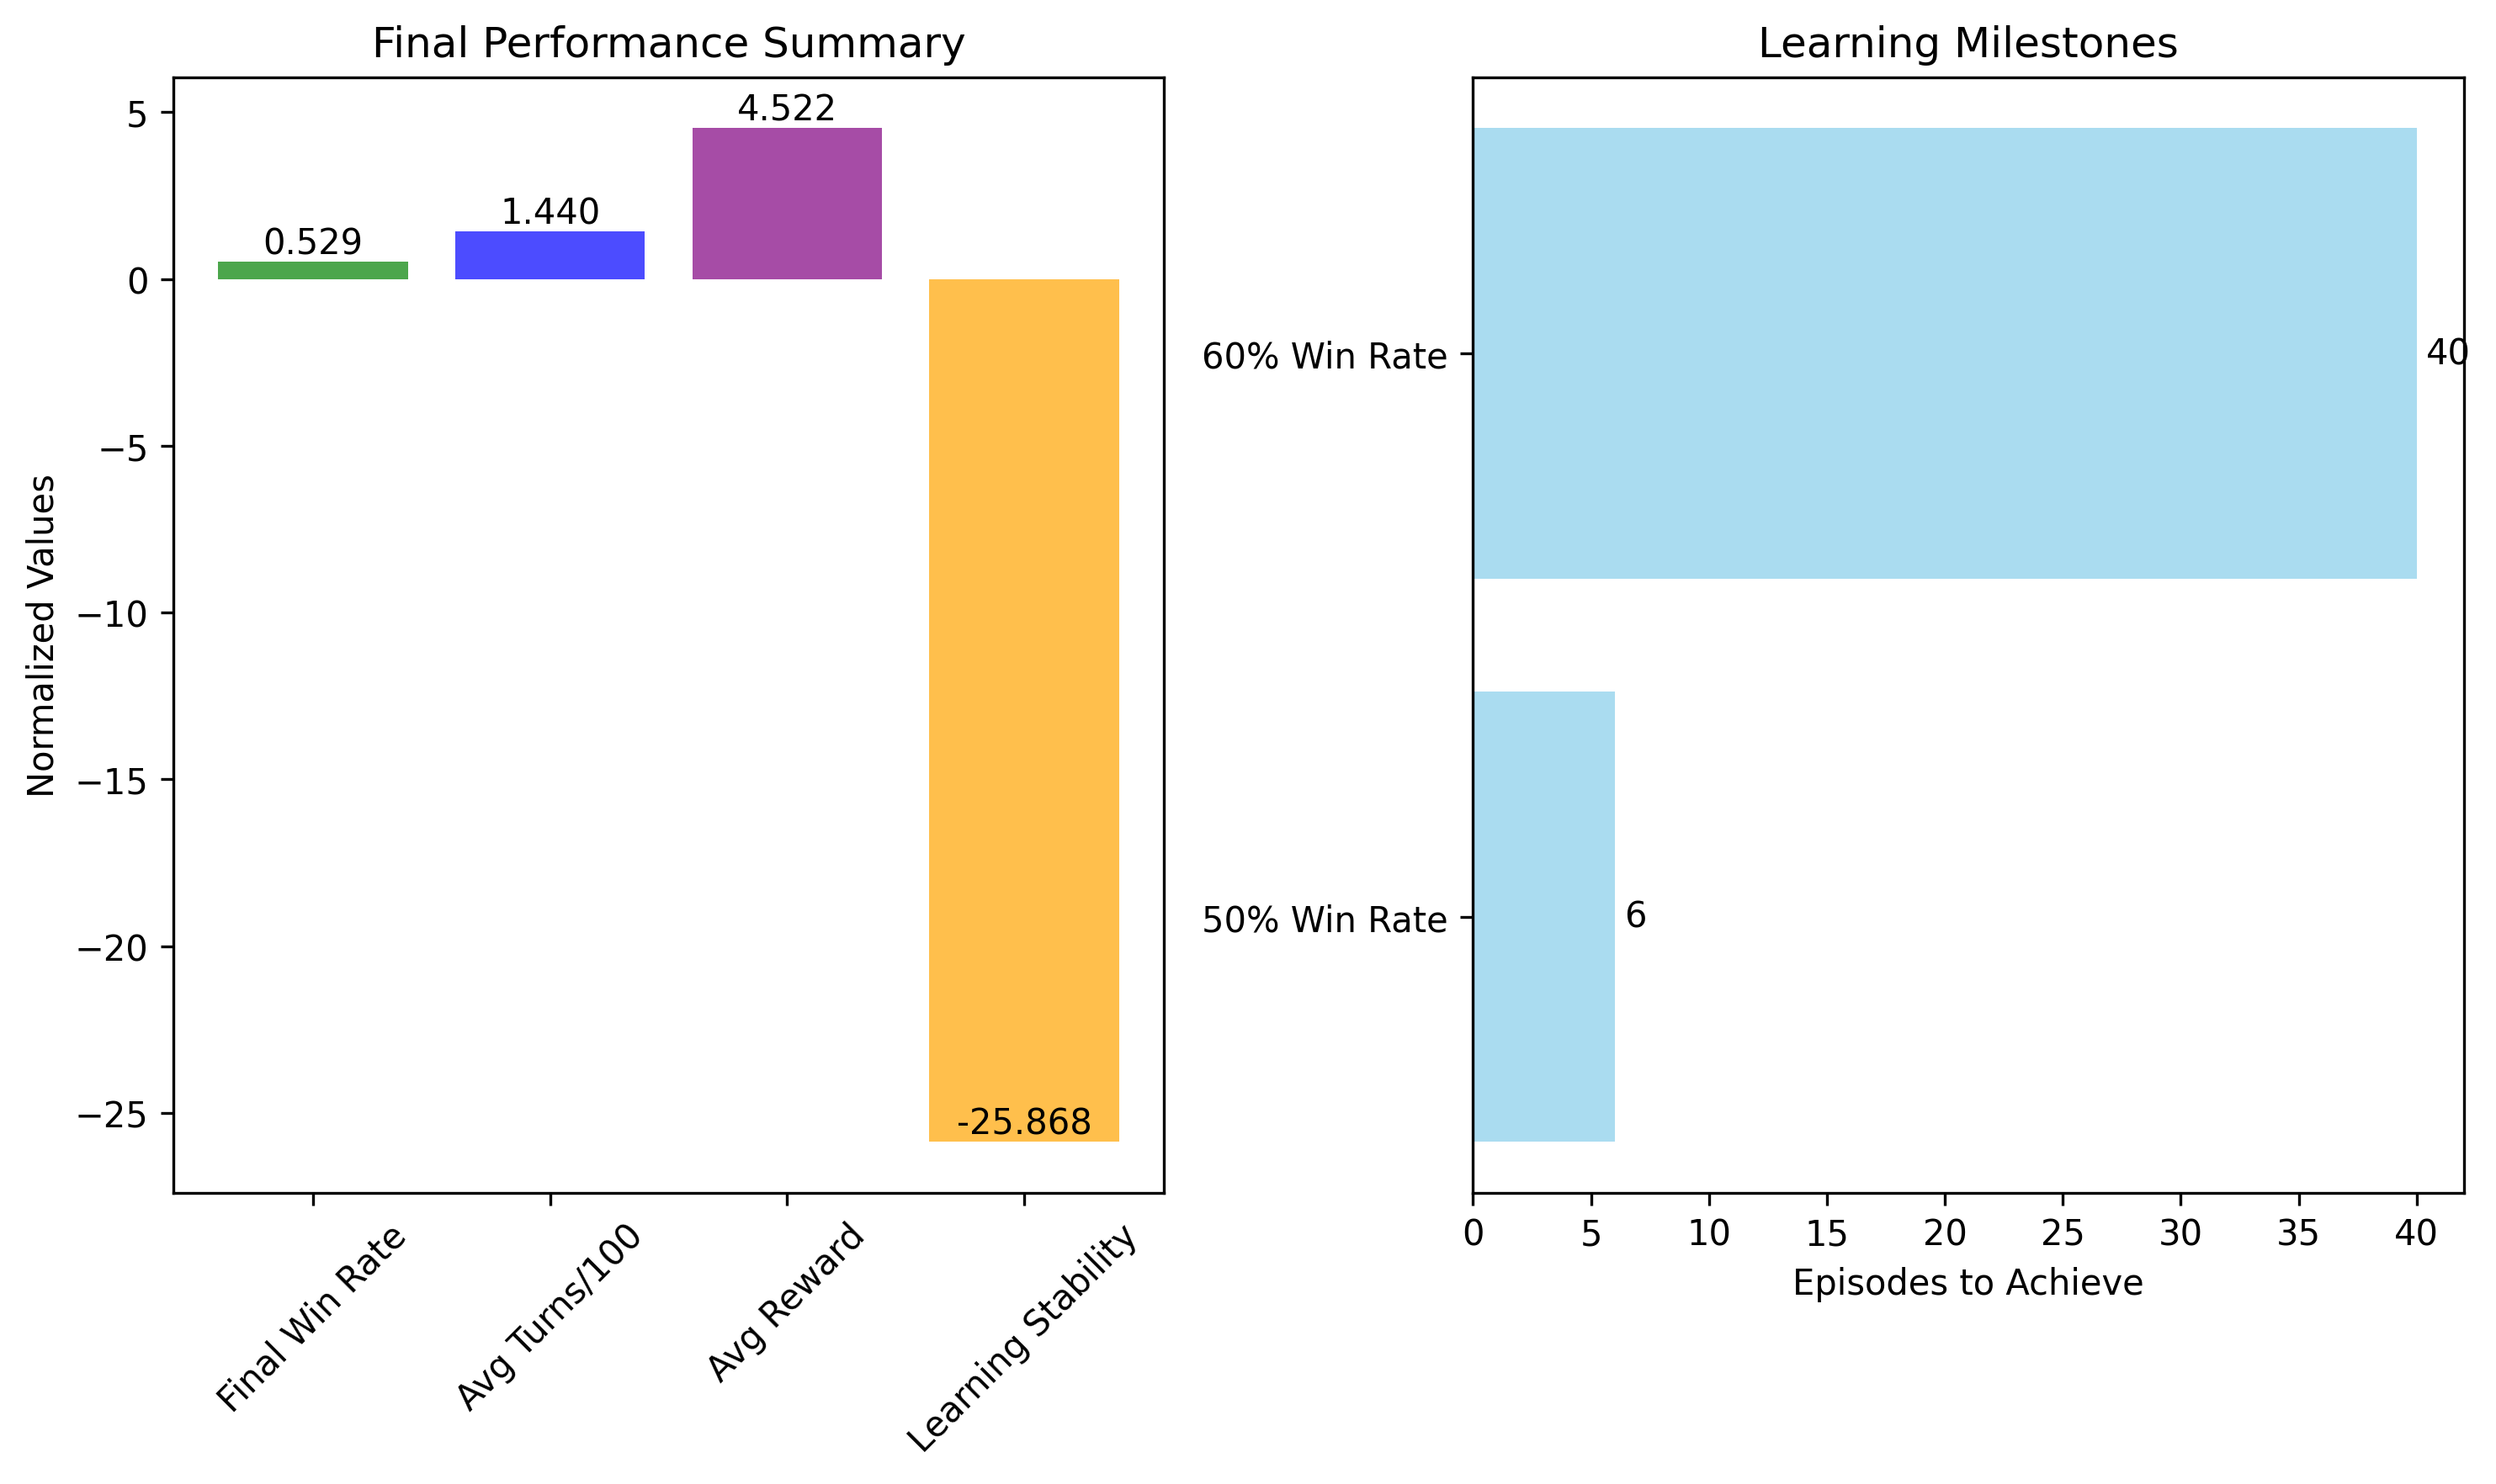 Final Performance Summary
Normalized Values
5
0
−5
−10
−15
−20
−25
0.529
1.440
4.522
-25.868
Final Win Rate
Avg Turns/100
Avg Reward
Learning Stability
Learning Milestones
60% Win Rate
50% Win Rate
40
6
0 5 10 15 20 25 30 35 40
Episodes to Achieve